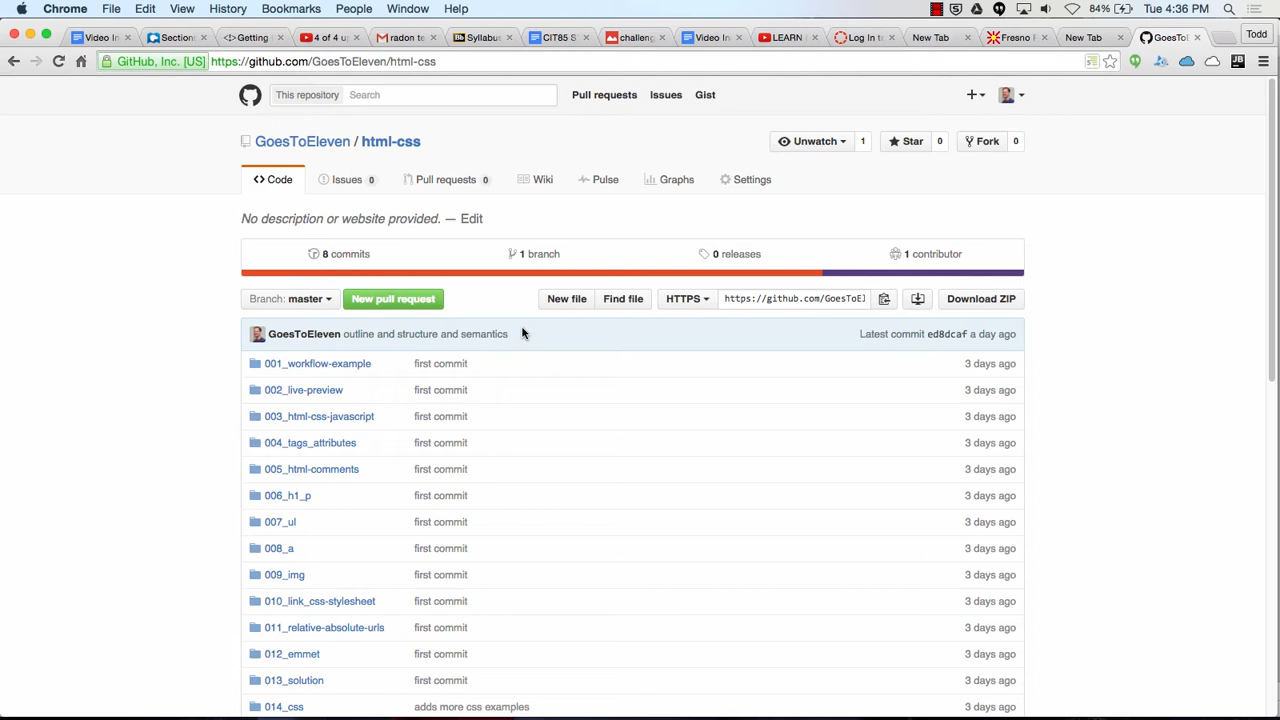 Chrome File Edit View History Bookmarks People Window Help 84% Tue 4:36 PM
Video In Section <> Getting 4 of 4 u radon te Syllabu CIT85 S challeng Video In LEARN Log In t New Tab Fresno F New Tab GoesTo Todd
GitHub, Inc. [US] https://github.com/GoesToEleven/html-css
This repository Search Pull requests Issues Gist
GoesToEleven / html-css Unwatch 1 Star 0 Fork 0
<> Code Issues 0 Pull requests 0 Wiki Pulse Graphs Settings
No description or website provided. — Edit
8 commits 1 branch 0 releases 1 contributor
Branch: master New pull request New file Find file HTTPS https://github.com/GoesToEl Download ZIP
GoesToEleven outline and structure and semantics Latest commit ed8dcaf a day ago
001_workflow-example first commit 3 days ago
002_live-preview first commit 3 days ago
003_html-css-javascript first commit 3 days ago
004_tags_attributes first commit 3 days ago
005_html-comments first commit 3 days ago
006_h1_p first commit 3 days ago
007_ul first commit 3 days ago
008_a first commit 3 days ago
009_img first commit 3 days ago
010_link_css-stylesheet first commit 3 days ago
011_relative-absolute-urls first commit 3 days ago
012_emmet first commit 3 days ago
013_solution first commit 3 days ago
014_css adds more css examples 3 days ago